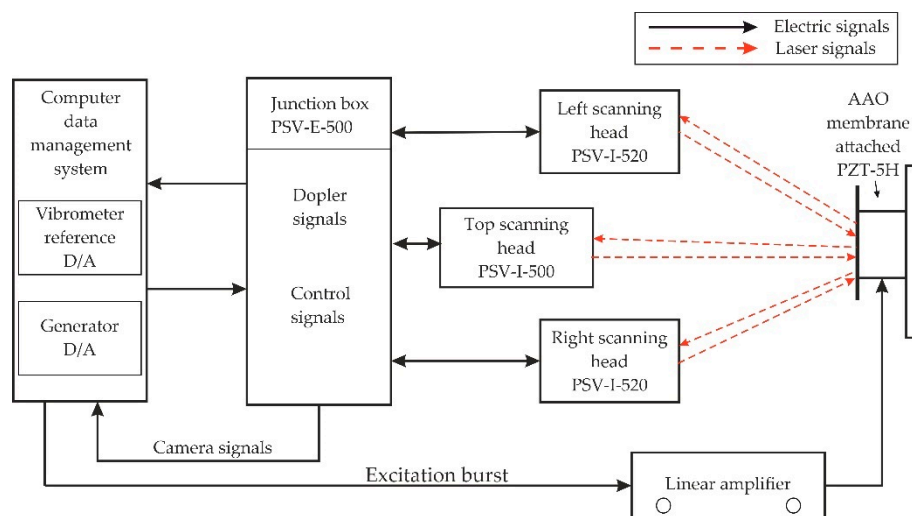 Electric signals
Laser signals
Computer
data
management
system
Vibrometer
reference
D/A
Generator
D/A
Junction box
PSV-E-500
Dopler
signals
Control
signals
Left scanning
head
PSV-I-520
Top scanning
head
PSV-I-500
Right scanning
head
PSV-I-520
AAO
membrane
attached
PZT-5H
Camera signals
Excitation burst
Linear amplifier